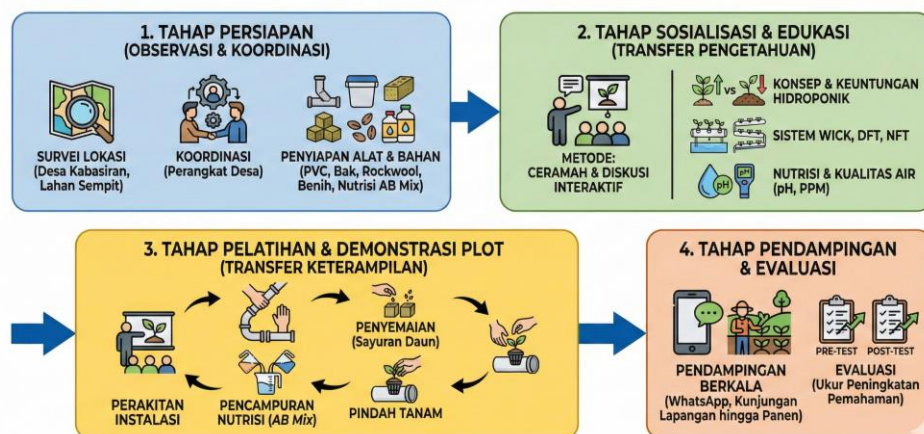 1. TAHAP PERSIAPAN
(OBSERVASI & KOORDINASI)
SURVEI LOKASI
(Desa Kabasiran,
Lahan Sempit)
KOORDINASI
(Perangkat Desa)
PENYIAPAN ALAT & BAHAN
(PVC, Bak, Rockwool,
Benih, Nutrisi AB Mix)
2. TAHAP SOSIALISASI & EDUKASI
(TRANSFER PENGETAHUAN)
METODE:
CERAMAH & DISKUSI
INTERAKTIF
vs
KONSEP & KEUNTUNGAN
HIDROPONIK
SISTEM WICK, DFT, NFT
pH
pH
NUTRISI & KUALITAS AIR
(pH, PPM)
3. TAHAP PELATIHAN & DEMONSTRASI PLOT
(TRANSFER KETERAMPILAN)
PERAKITAN
INSTALASI
PENYEMAIAN
(Sayuran Daun)
PENCAMPURAN
NUTRISI (AB Mix)
PINDAH TANAM
4. TAHAP PENDAMPINGAN
& EVALUASI
PENDAMPINGAN
BERKALA
(WhatsApp, Kunjungan
Lapangan hingga Panen)
PRE-TEST
POST-TEST
EVALUASI
(Ukur Peningkatan
Pemahaman)